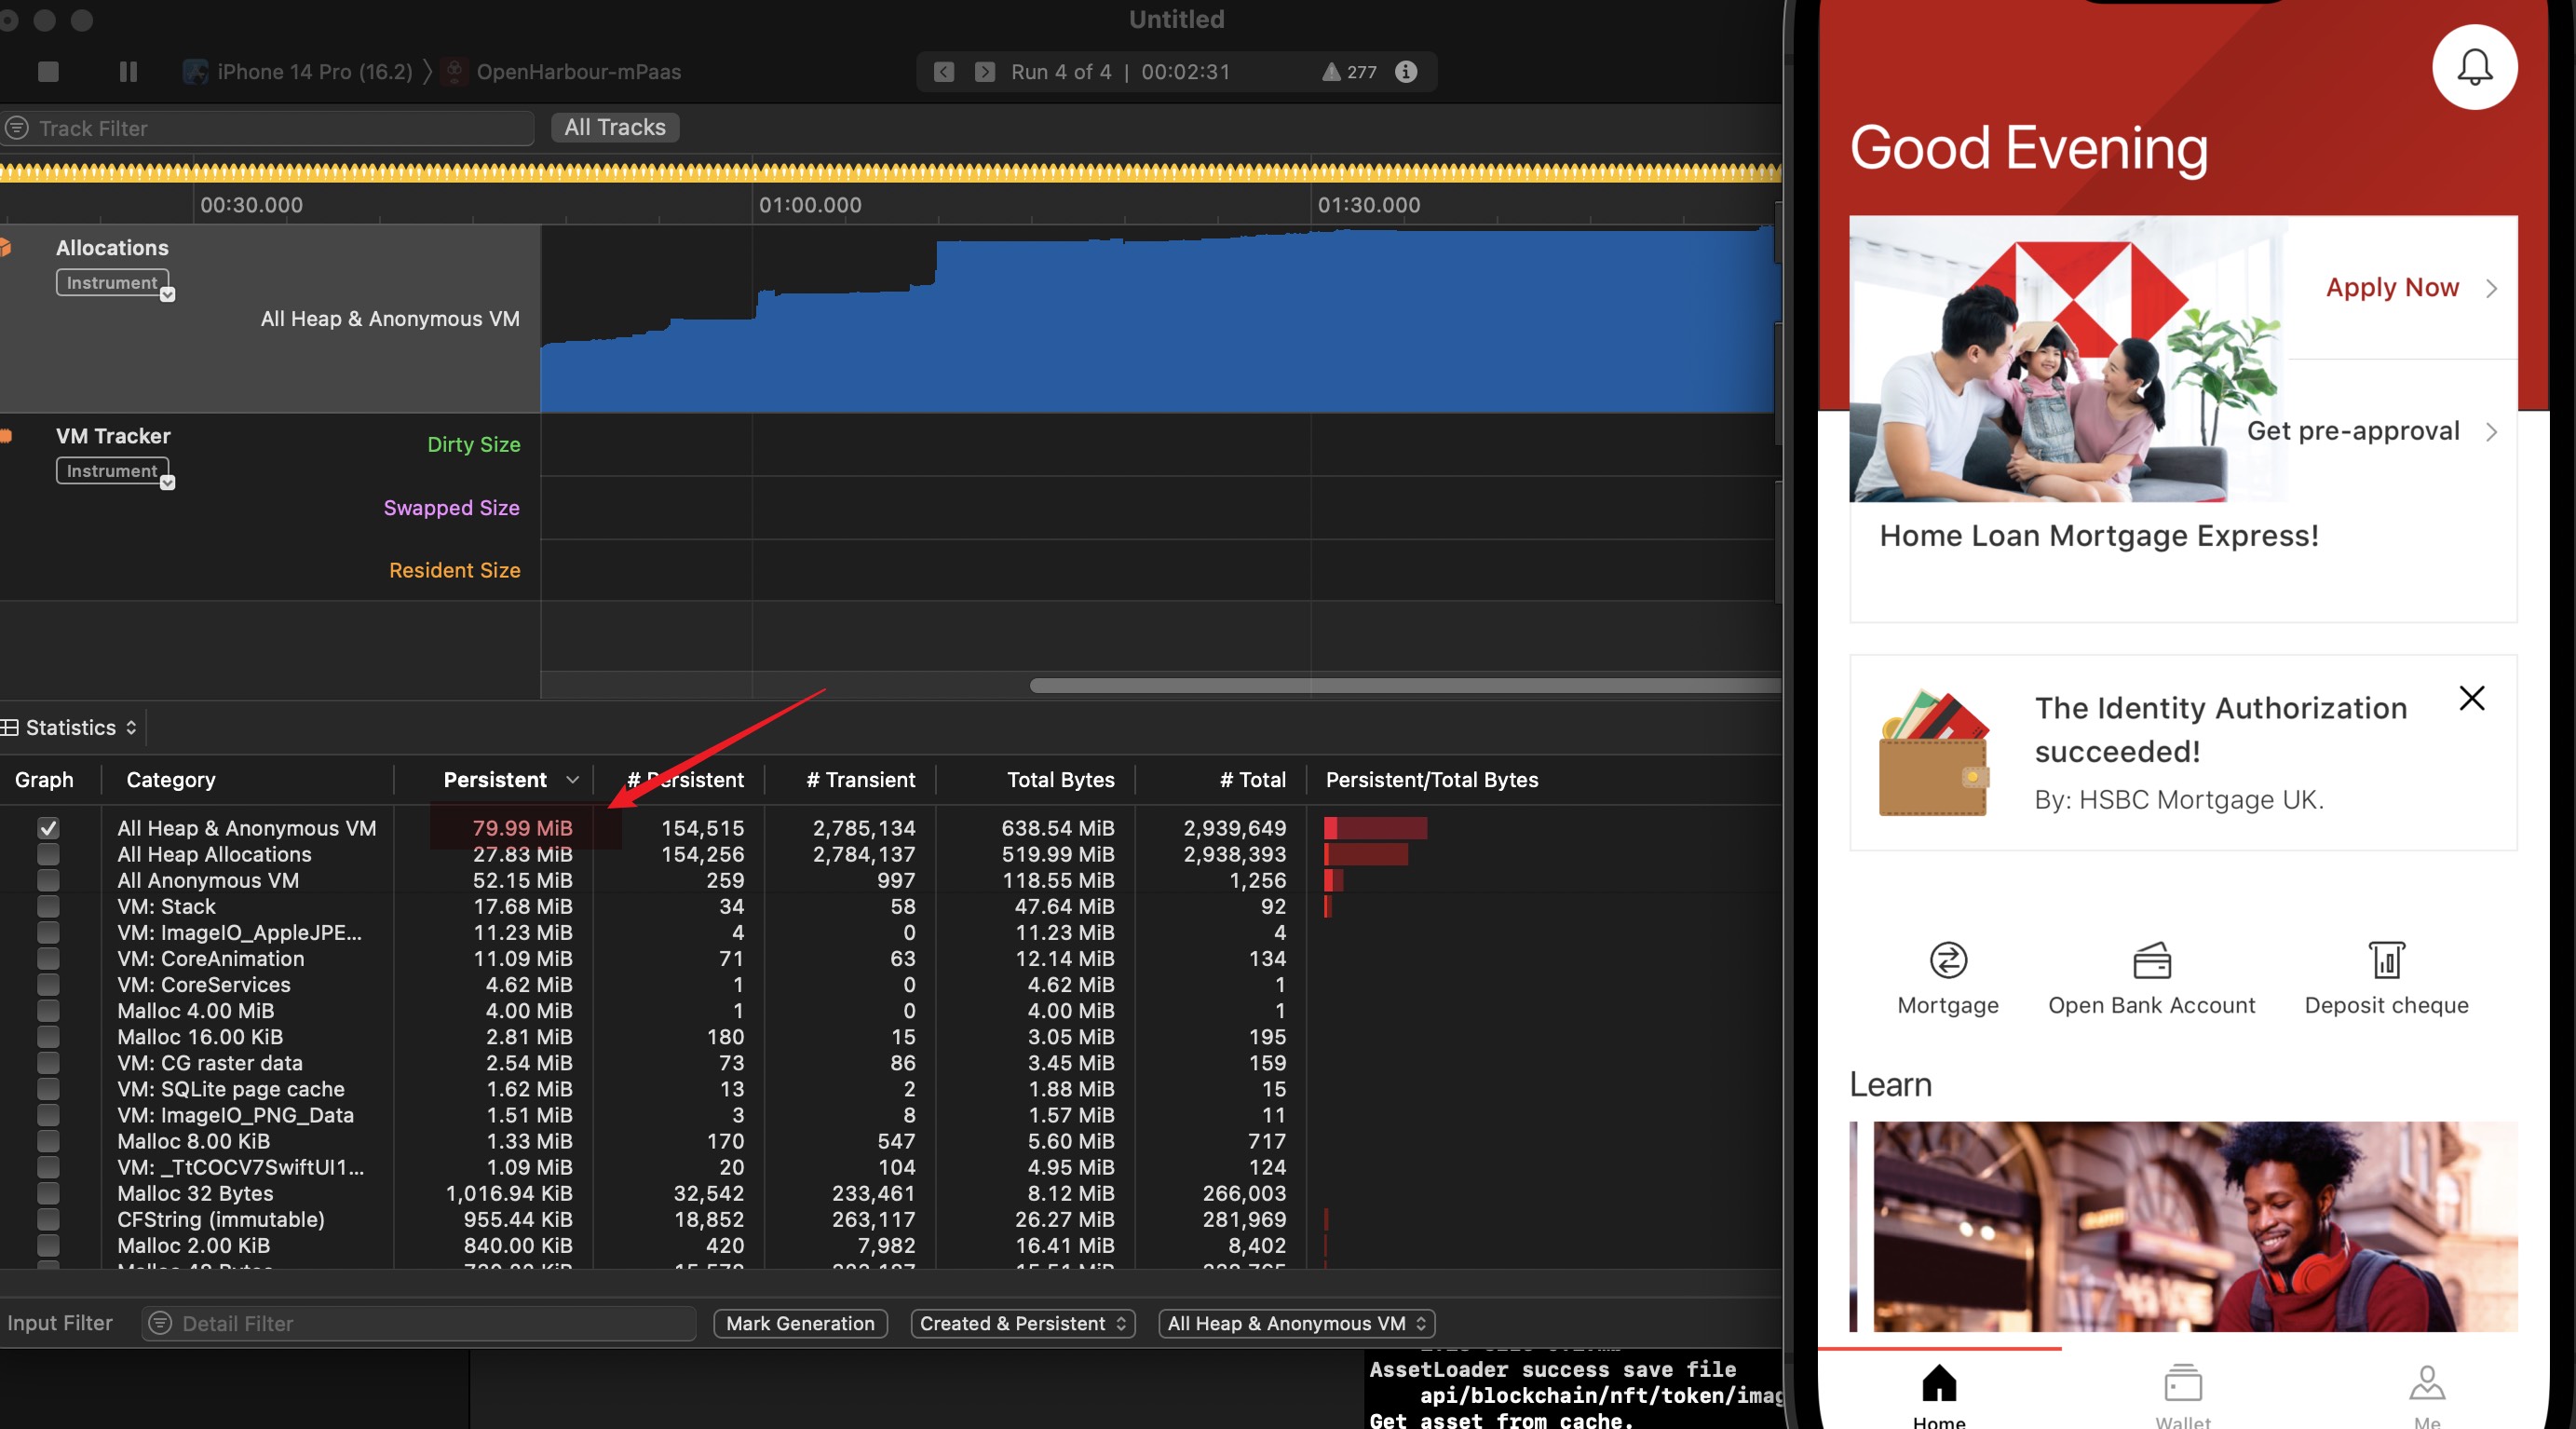 Untitled
iPhone 14 Pro (16.2) 〉 OpenHarbour-mPaas
Run 4 of 4 | 00:02:31
277
Track Filter
All Tracks
00:30.000 01:00.000 01:30.000
Allocations
Instrument
All Heap & Anonymous VM
VM Tracker
Instrument
Dirty Size
Swapped Size
Resident Size
Statistics
Graph Category Persistent # Persistent # Transient Total Bytes # Total Persistent/Total Bytes
All Heap & Anonymous VM 79.99 MiB 154,515 2,785,134 638.54 MiB 2,939,649
All Heap Allocations 27.83 MiB 154,256 2,784,137 519.99 MiB 2,938,393
All Anonymous VM 52.15 MiB 259 997 118.55 MiB 1,256
VM: Stack 17.68 MiB 34 58 47.64 MiB 92
VM: ImageIO_AppleJPE... 11.23 MiB 4 0 11.23 MiB 4
VM: CoreAnimation 11.09 MiB 71 63 12.14 MiB 134
VM: CoreServices 4.62 MiB 1 0 4.62 MiB 1
Malloc 4.00 MiB 4.00 MiB 1 0 4.00 MiB 1
Malloc 16.00 KiB 2.81 MiB 180 15 3.05 MiB 195
VM: CG raster data 2.54 MiB 73 86 3.45 MiB 159
VM: SQLite page cache 1.62 MiB 13 2 1.88 MiB 15
VM: ImageIO_PNG_Data 1.51 MiB 3 8 1.57 MiB 11
Malloc 8.00 KiB 1.33 MiB 170 547 5.60 MiB 717
VM: _TtCOCV7SwiftUI1... 1.09 MiB 20 104 4.95 MiB 124
Malloc 32 Bytes 1,016.94 KiB 32,542 233,461 8.12 MiB 266,003
CFString (immutable) 955.44 KiB 18,852 263,117 26.27 MiB 281,969
Malloc 2.00 KiB 840.00 KiB 420 7,982 16.41 MiB 8,402
Input Filter
Detail Filter
Mark Generation
Created & Persistent
All Heap & Anonymous VM
AssetLoader success save file
api/blockchain/nft/token/imag
Get asset from cache.
Good Evening
Apply Now
Get pre-approval
Home Loan Mortgage Express!
The Identity Authorization
succeeded!
By: HSBC Mortgage UK.
Mortgage
Open Bank Account
Deposit cheque
Learn
Home
Wallet
Me